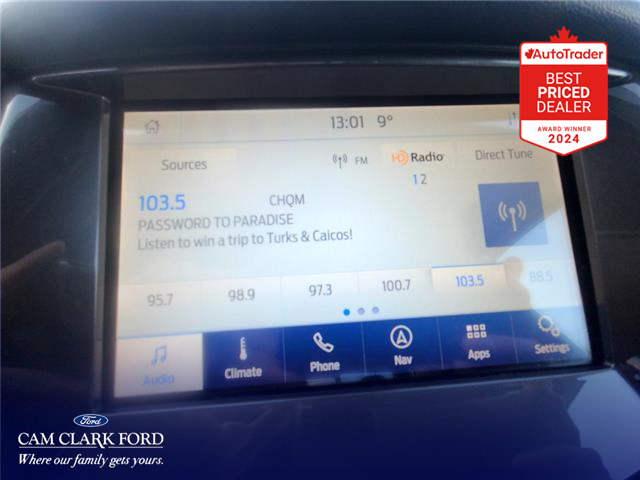 AutoTrader
BEST
PRICED
DEALER
AWARD WINNER
2024
13:01 9°
Sources
FM
HD Radio
Direct Tune
1 2
103.5 CHQM
PASSWORD TO PARADISE
Listen to win a trip to Turks & Caicos!
95.7 98.9 97.3 100.7 103.5 88.5
Audio Climate Phone Nav Apps Settings
Ford
CAM CLARK FORD
Where our family gets yours.